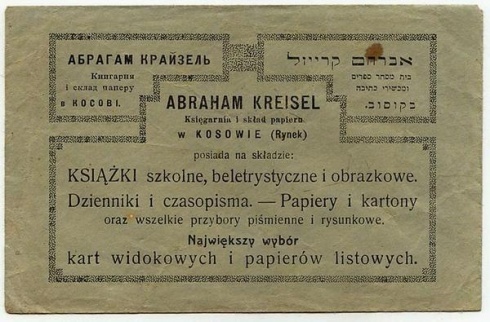 АБРАГАМ КРАЙЗЕЛЬ
Книгарня
і склад паперу
в КОСОВІ.
אברהם קרייזל
בית מסחר ספרים
ומכשירי כתיבה
בקוסוב.
ABRAHAM KREISEL
Księgarnia i skład papieru
w KOSOWIE (Rynek)
posiada na składzie:
KSIĄŻKI szkolne, beletrystyczne i obrazkowe.
Dzienniki i czasopisma. — Papiery i kartony
oraz wszelkie przybory piśmienne i rysunkowe.
Największy wybór
kart widokowych i papierów listowych.